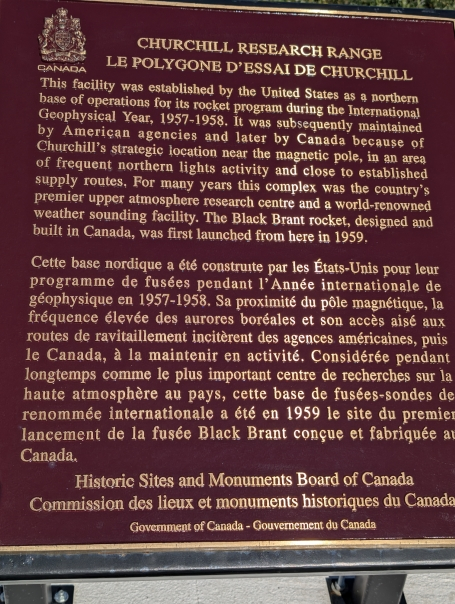 CANADA
CHURCHILL RESEARCH RANGE
LE POLYGONE D'ESSAI DE CHURCHILL
This facility was established by the United States as a northern
base of operations for its rocket program during the International
Geophysical Year, 1957-1958. It was subsequently maintained
by American agencies and later by Canada because of
Churchill's strategic location near the magnetic pole, in an area
of frequent northern lights activity and close to established
supply routes. For many years this complex was the country's
premier upper atmosphere research centre and a world-renowned
weather sounding facility. The Black Brant rocket, designed and
built in Canada, was first launched from here in 1959.
Cette base nordique a été construite par les États-Unis pour leur
programme de fusées pendant l'Année internationale de
géophysique en 1957-1958. Sa proximité du pôle magnétique, la
fréquence élevée des aurores boréales et son accès aisé aux
routes de ravitaillement incitèrent des agences américaines, puis
le Canada, à la maintenir en activité. Considérée pendant
longtemps comme le plus important centre de recherches sur la
haute atmosphère au pays, cette base de fusées-sondes de
renommée internationale a été en 1959 le site du premier
lancement de la fusée Black Brant conçue et fabriquée au
Canada.
Historic Sites and Monuments Board of Canada
Commission des lieux et monuments historiques du Canada
Government of Canada - Gouvernement du Canada